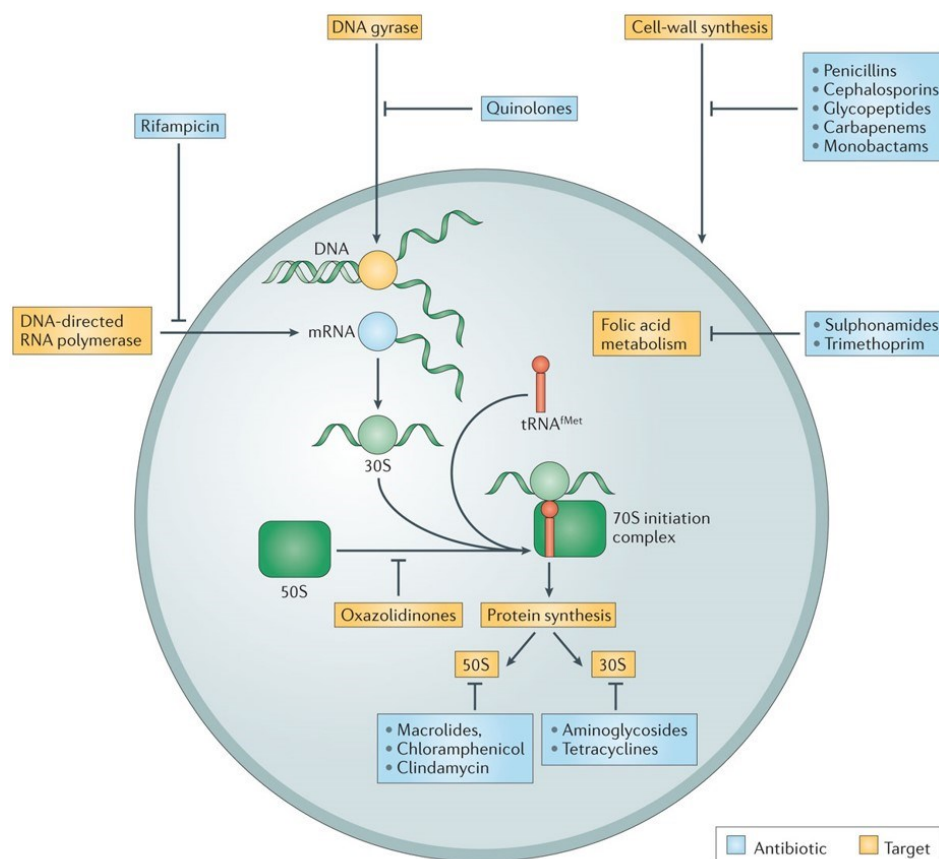 DNA gyrase
Cell-wall synthesis
Rifampicin
Quinolones
• Penicillins
• Cephalosporins
• Glycopeptides
• Carbapenems
• Monobactams
DNA
DNA-directed
RNA polymerase
mRNA
Folic acid
metabolism
• Sulphonamides
• Trimethoprim
tRNAᶠᴹᵉᵗ
30S
70S initiation
complex
50S
Oxazolidinones
Protein synthesis
50S
30S
• Macrolides,
• Chloramphenicol
• Clindamycin
• Aminoglycosides
• Tetracyclines
Antibiotic
Target